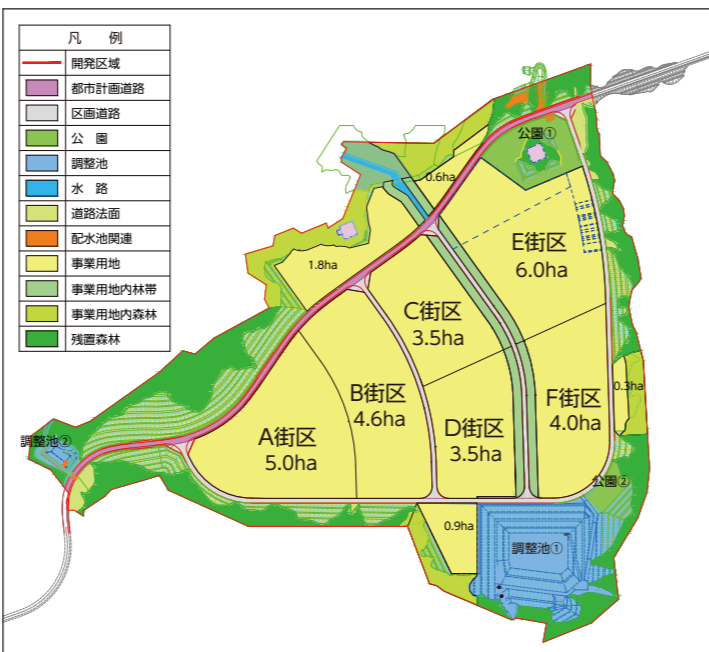 凡 例
開発区域
都市計画道路
区画道路
公 園
調整池
水 路
道路法面
配水池関連
事業用地
事業用地内林帯
事業用地内森林
残置森林
公園①
0.6ha
E街区
6.0ha
1.8ha
C街区
3.5ha
B街区
4.6ha
0.3ha
F街区
4.0ha
A街区
5.0ha
D街区
3.5ha
調整池②
公園②
0.9ha
調整池①